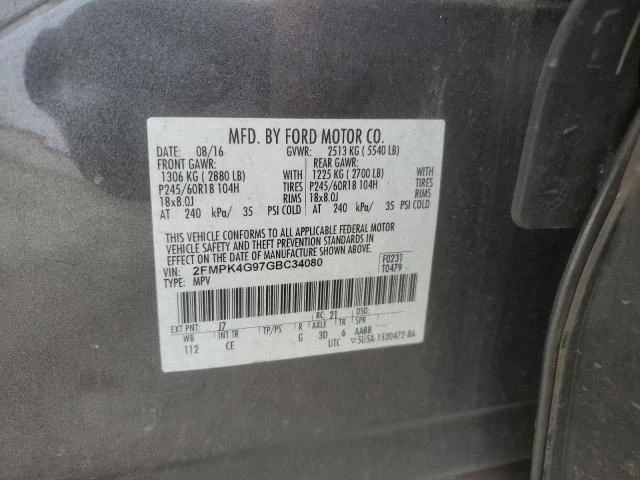 MFD. BY FORD MOTOR CO.
DATE: 08/16 GVWR: 2513 KG ( 5540 LB)
FRONT GAWR: REAR GAWR:
1306 KG ( 2880 LB) WITH 1225 KG ( 2700 LB) WITH
P245/60R18 104H TIRES P245/60R18 104H TIRES
18x8.0J RIMS 18x8.0J RIMS
AT 240 kPa/ 35 PSI COLD AT 240 kPa/ 35 PSI COLD
THIS VEHICLE CONFORMS TO ALL APPLICABLE FEDERAL MOTOR
VEHICLE SAFETY AND BUMPER AND THEFT PREVENTION STANDARDS IN
EFFECT ON THE DATE OF MANUFACTURE SHOWN ABOVE.
VIN: 2FMPK4G97GBC34080 F0231
TYPE: MPV T0479
EXT PNT: J7 RC: 21 DSO:
WB INT TR TP/PS R AXLE TR SPR
112 CE G 3D 6 AABB
UTC 5U5A-1520472-BA